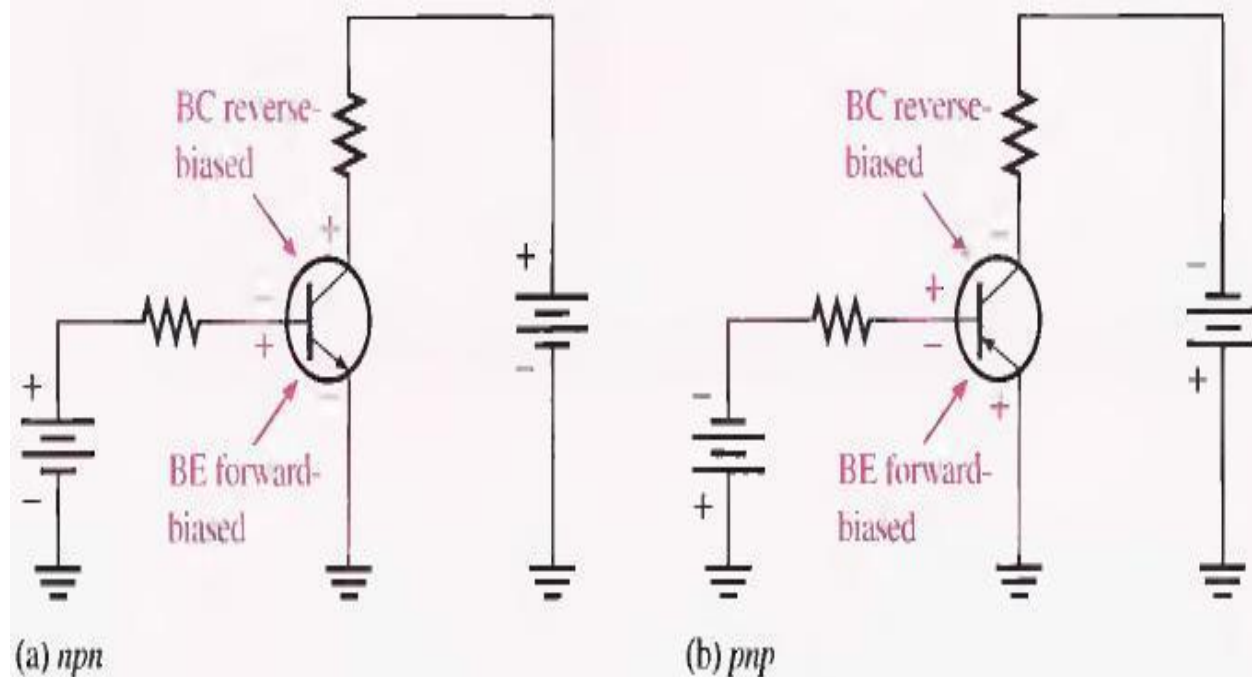 BC reverse-
biased
+
−
+
−
+
−
+
−
BE forward-
biased
(a) npn
BC reverse-
biased
−
+
−
+
−
+
−
+
BE forward-
biased
(b) pnp